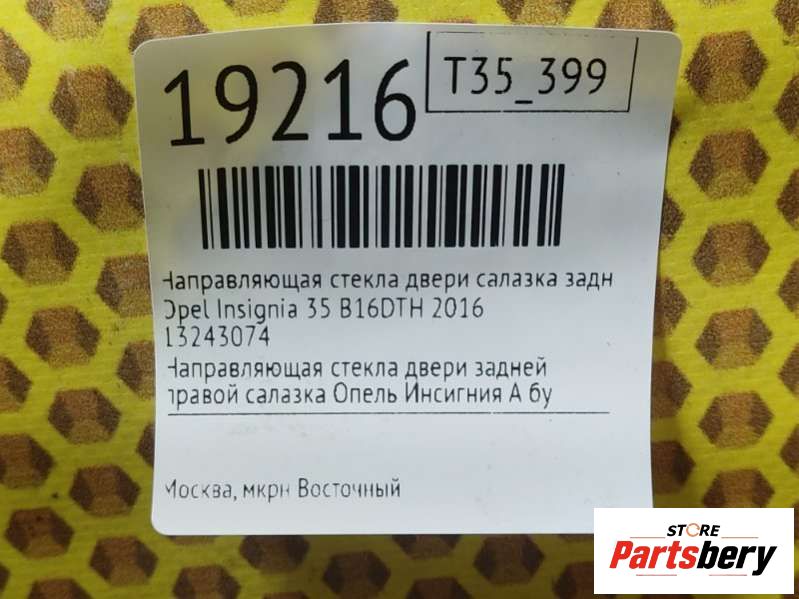 19216
T35_399
Направляющая стекла двери салазка задн
Opel Insignia 35 B16DTH 2016
13243074
Направляющая стекла двери задней
правой салазка Опель Инсигния А бу
Москва, мкрн Восточный
STORE
Partsbery